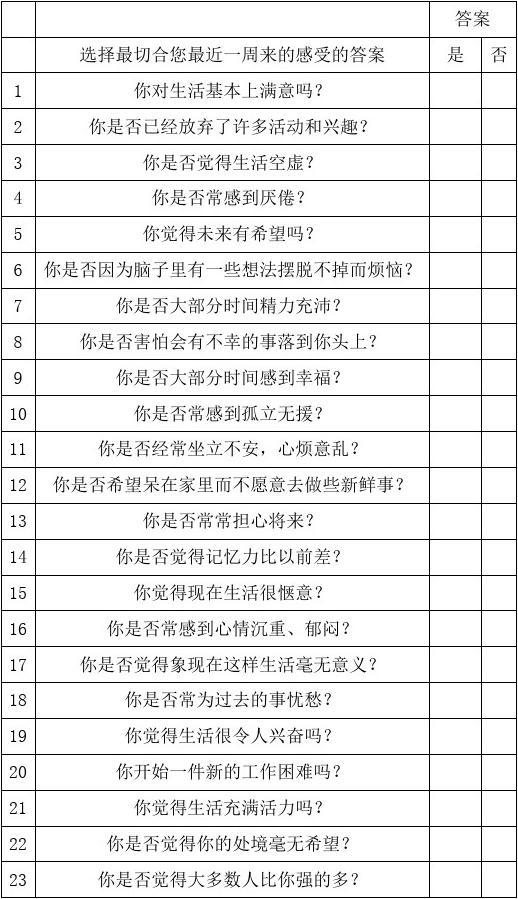 答案
选择最切合您最近一周来的感受的答案 是 否
1 你对生活基本上满意吗？
2 你是否已经放弃了许多活动和兴趣？
3 你是否觉得生活空虚？
4 你是否常感到厌倦？
5 你觉得未来有希望吗？
6 你是否因为脑子里有一些想法摆脱不掉而烦恼？
7 你是否大部分时间精力充沛？
8 你是否害怕会有不幸的事落到你头上？
9 你是否大部分时间感到幸福？
10 你是否常感到孤立无援？
11 你是否经常坐立不安，心烦意乱？
12 你是否希望呆在家里而不愿意去做些新鲜事？
13 你是否常常担心将来？
14 你是否觉得记忆力比以前差？
15 你觉得现在生活很惬意？
16 你是否常感到心情沉重、郁闷？
17 你是否觉得象现在这样生活毫无意义？
18 你是否常为过去的事忧愁？
19 你觉得生活很令人兴奋吗？
20 你开始一件新的工作困难吗？
21 你觉得生活充满活力吗？
22 你是否觉得你的处境毫无希望？
23 你是否觉得大多数人比你强的多？